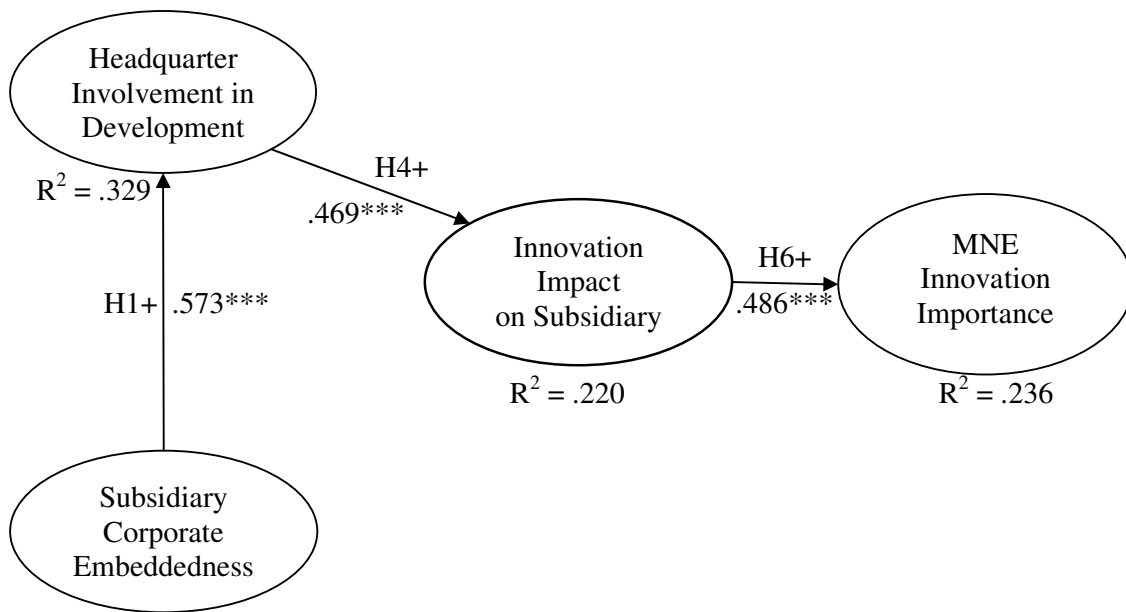 Headquarter
Involvement in
Development
R² = .329
H4+
.469***
Innovation
Impact
on Subsidiary
R² = .220
H6+
.486***
MNE
Innovation
Importance
R² = .236
H1+ .573***
Subsidiary
Corporate
Embeddedness